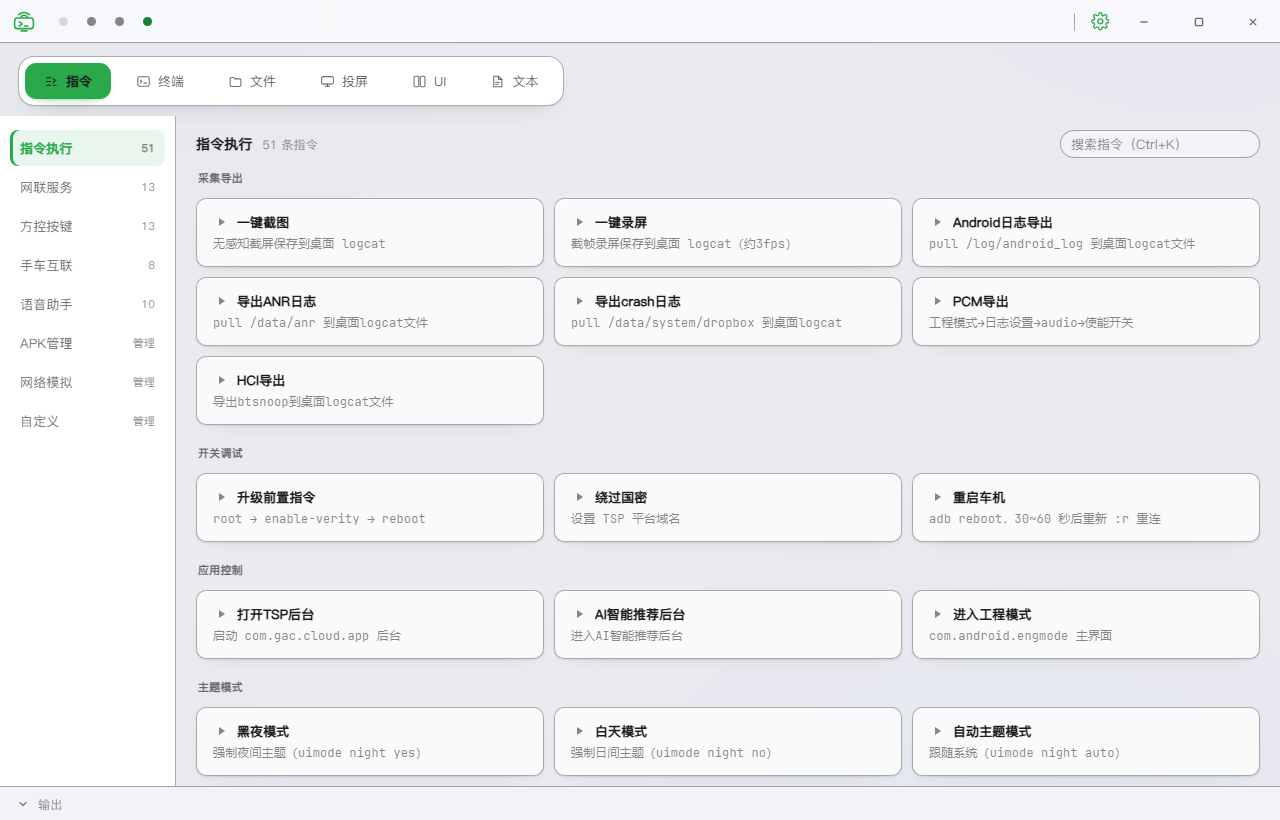 指令
终端
文件
投屏
UI
文本
指令执行 51
网联服务 13
方控按键 13
手车互联 8
语音助手 10
APK管理 管理
网络模拟 管理
自定义 管理
指令执行 51 条指令
搜索指令（Ctrl+K）
采集导出
一键截图
无感知截屏保存到桌面 logcat
一键录屏
截帧录屏保存到桌面 logcat（约3fps）
Android日志导出
pull /log/android_log 到桌面logcat文件
导出ANR日志
pull /data/anr 到桌面logcat文件
导出crash日志
pull /data/system/dropbox 到桌面logcat
PCM导出
工程模式→日志设置→audio→使能开关
HCI导出
导出btsnoop到桌面logcat文件
开关调试
升级前置指令
root → enable-verity → reboot
绕过国密
设置 TSP 平台域名
重启车机
adb reboot，30~60 秒后重新 :r 重连
应用控制
打开TSP后台
启动 com.gac.cloud.app 后台
AI智能推荐后台
进入AI智能推荐后台
进入工程模式
com.android.engmode 主界面
主题模式
黑夜模式
强制夜间主题（uimode night yes）
白天模式
强制日间主题（uimode night no）
自动主题模式
跟随系统（uimode night auto）
输出